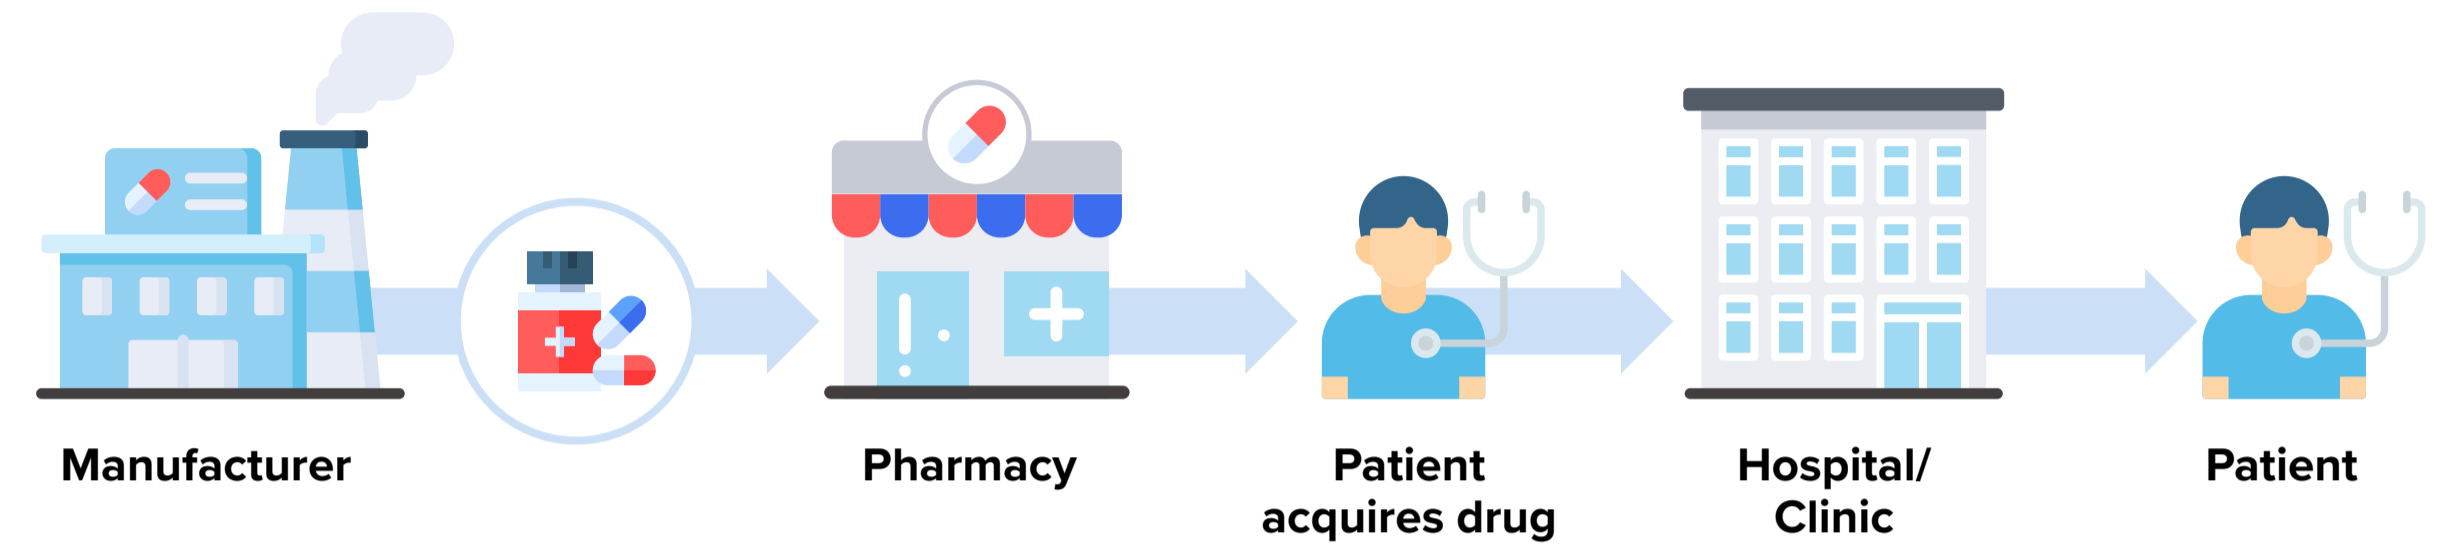 Manufacturer
Pharmacy
Patient
acquires drug
Hospital/
Clinic
Patient